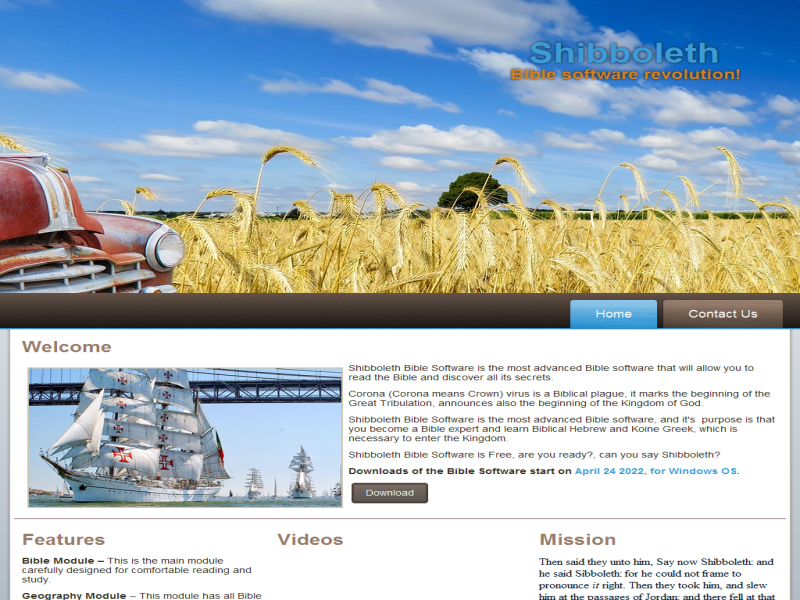 Shibboleth
Bible software revolution!
Home
Contact Us
Welcome
Shibboleth Bible Software is the most advanced Bible software that will allow you to
read the Bible and discover all its secrets.
Corona (Corona means Crown) virus is a Biblical plague, it marks the beginning of the
Great Tribulation, announces also the beginning of the Kingdom of God.
Shibboleth Bible Software is the most advanced Bible software, and it's  purpose is that
you become a Bible expert and learn Biblical Hebrew and Koine Greek, which is
necessary to enter the Kingdom.
Shibboleth Bible Software is Free, are you ready?, can you say Shibboleth?
Downloads of the Bible Software start on April 24 2022, for Windows OS.
Download
Features
Bible Module – This is the main module
carefully designed for comfortable reading and
study.
Geography Module – This module has all Bible
Videos
Mission
Then said they unto him, Say now Shibboleth: and
he said Sibboleth: for he could not frame to
pronounce it right. Then they took him, and slew
him at the passages of Jordan: and there fell at that